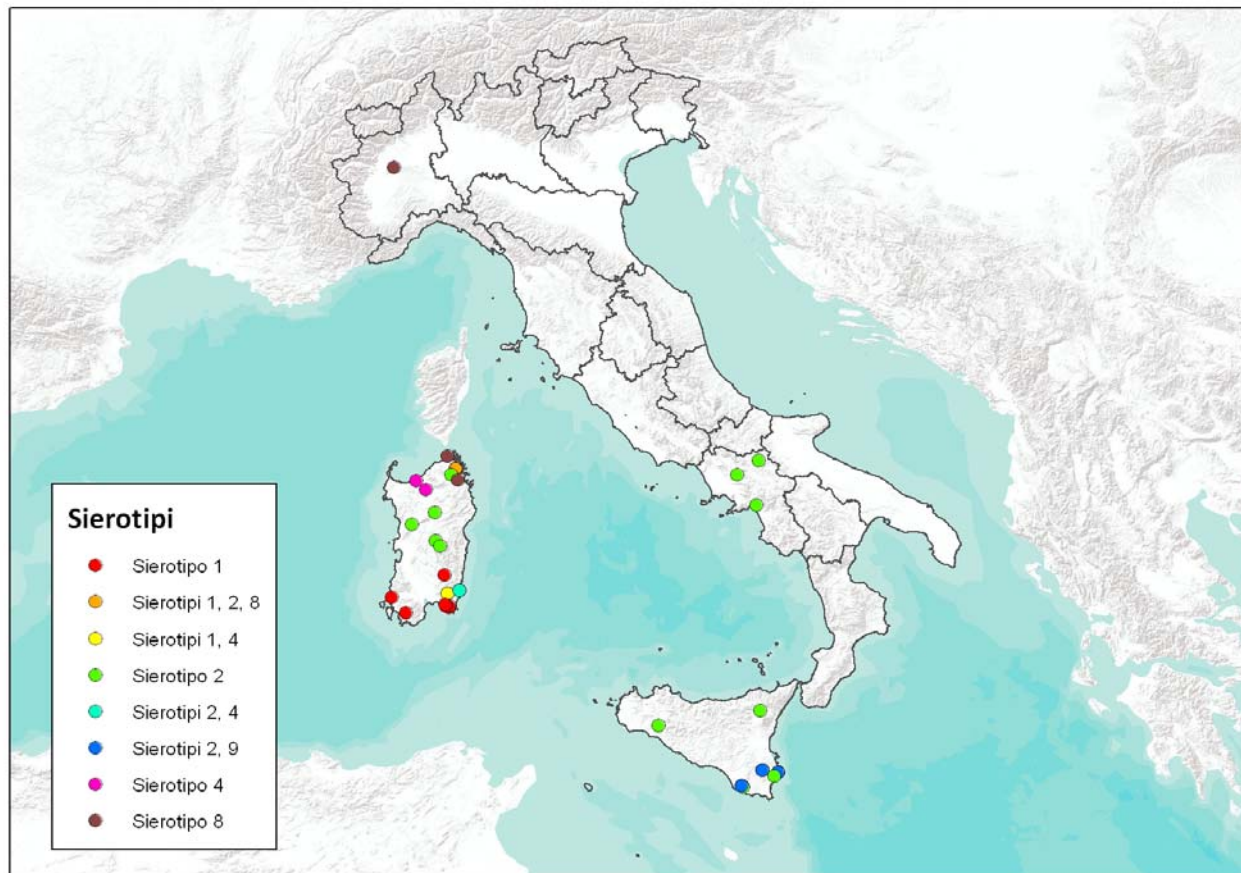 Sierotipi
Sierotipo 1
Sierotipi 1, 2, 8
Sierotipi 1, 4
Sierotipo 2
Sierotipi 2, 4
Sierotipi 2, 9
Sierotipo 4
Sierotipo 8